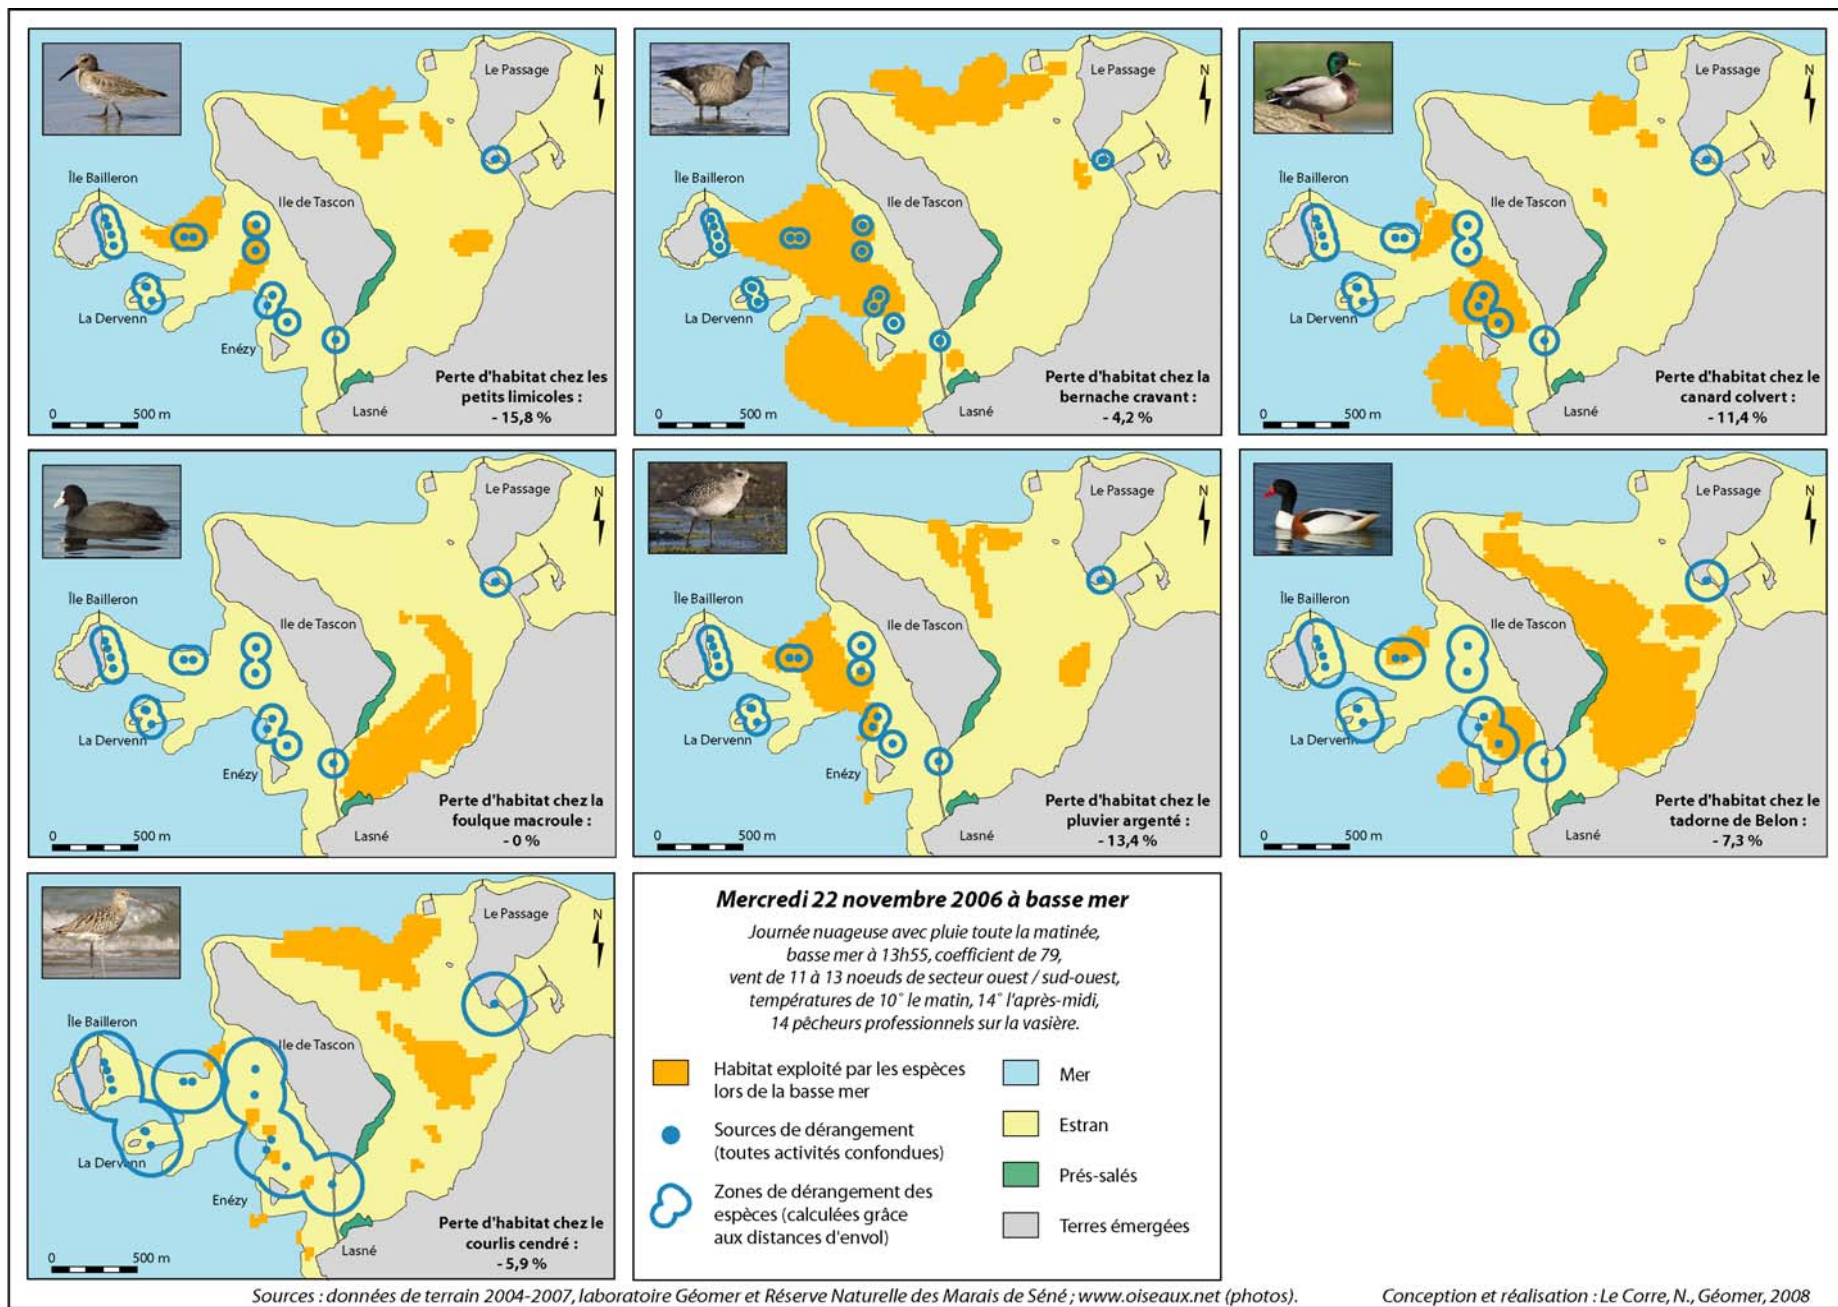 Le Passage
N
Île Bailleron
Ile de Tascon
La Dervenn
Enézy
Perte d'habitat chez les
petits limicoles :
- 15,8 %
0 500 m
Lasné
Le Passage
N
Île Bailleron
Ile de Tascon
La Dervenn
Perte d'habitat chez la
bernache cravant :
- 4,2 %
0 500 m
Lasné
Le Passage
N
Île Bailleron
Ile de Tascon
La Dervenn
Perte d'habitat chez le
canard colvert :
- 11,4 %
0 500 m
Lasné
Le Passage
N
Île Bailleron
Ile de Tascon
La Dervenn
Enézy
Perte d'habitat chez la
foulque macroule :
- 0 %
0 500 m
Lasné
Le Passage
N
Île Bailleron
Ile de Tascon
La Dervenn
Enézy
Perte d'habitat chez le
pluvier argenté :
- 13,4 %
0 500 m
Lasné
Le Passage
N
Île Bailleron
Ile de Tascon
La Dervenn
Perte d'habitat chez le
tadorne de Belon :
- 7,3 %
0 500 m
Lasné
Le Passage
N
Île Bailleron
Ile de Tascon
La Dervenn
Enézy
Perte d'habitat chez le
courlis cendré :
- 5,9 %
0 500 m
Lasné
Mercredi 22 novembre 2006 à basse mer
Journée nuageuse avec pluie toute la matinée,
basse mer à 13h55, coefficient de 79,
vent de 11 à 13 noeuds de secteur ouest / sud-ouest,
températures de 10° le matin, 14° l'après-midi,
14 pêcheurs professionnels sur la vasière.
Habitat exploité par les espèces
lors de la basse mer
Sources de dérangement
(toutes activités confondues)
Zones de dérangement des
espèces (calculées grâce
aux distances d'envol)
Mer
Estran
Prés-salés
Terres émergées
Sources : données de terrain 2004-2007, laboratoire Géomer et Réserve Naturelle des Marais de Séné ; www.oiseaux.net (photos).
Conception et réalisation : Le Corre, N., Géomer, 2008